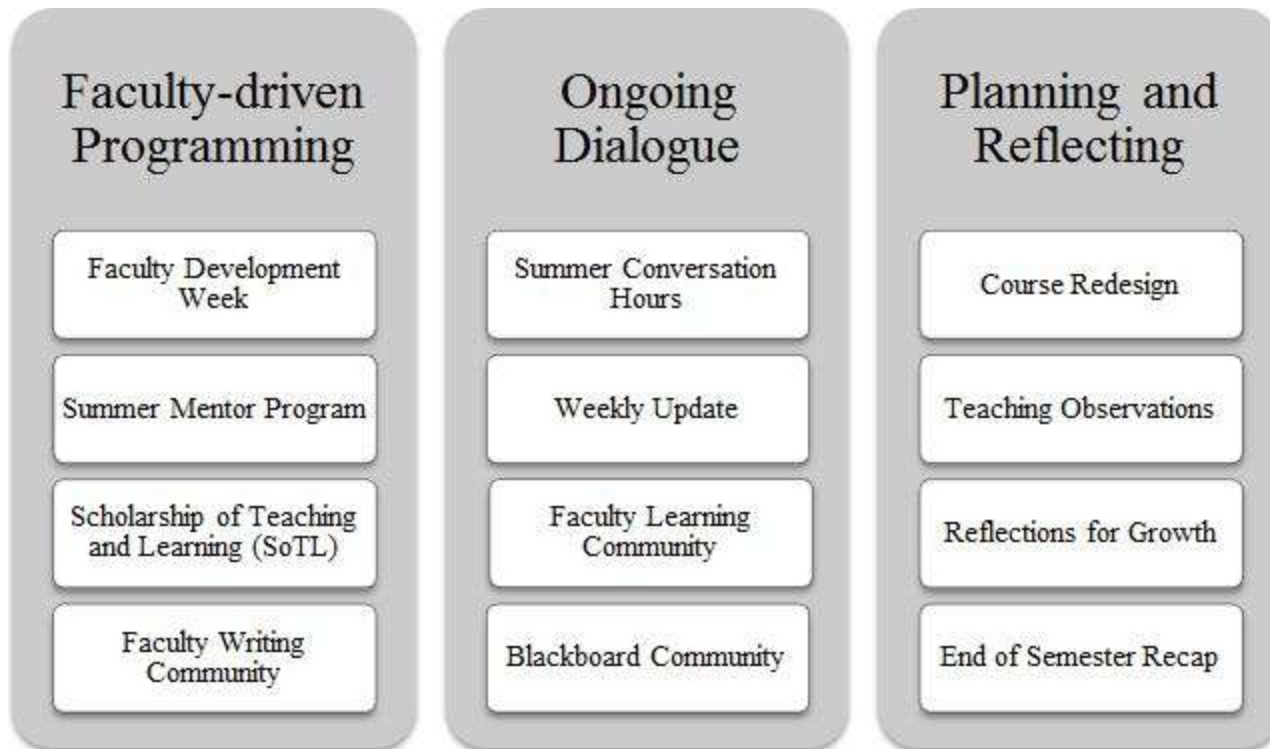 Faculty-driven
Programming
Faculty Development
Week
Summer Mentor Program
Scholarship of Teaching
and Learning (SoTL)
Faculty Writing
Community
Ongoing
Dialogue
Summer Conversation
Hours
Weekly Update
Faculty Learning
Community
Blackboard Community
Planning and
Reflecting
Course Redesign
Teaching Observations
Reflections for Growth
End of Semester Recap